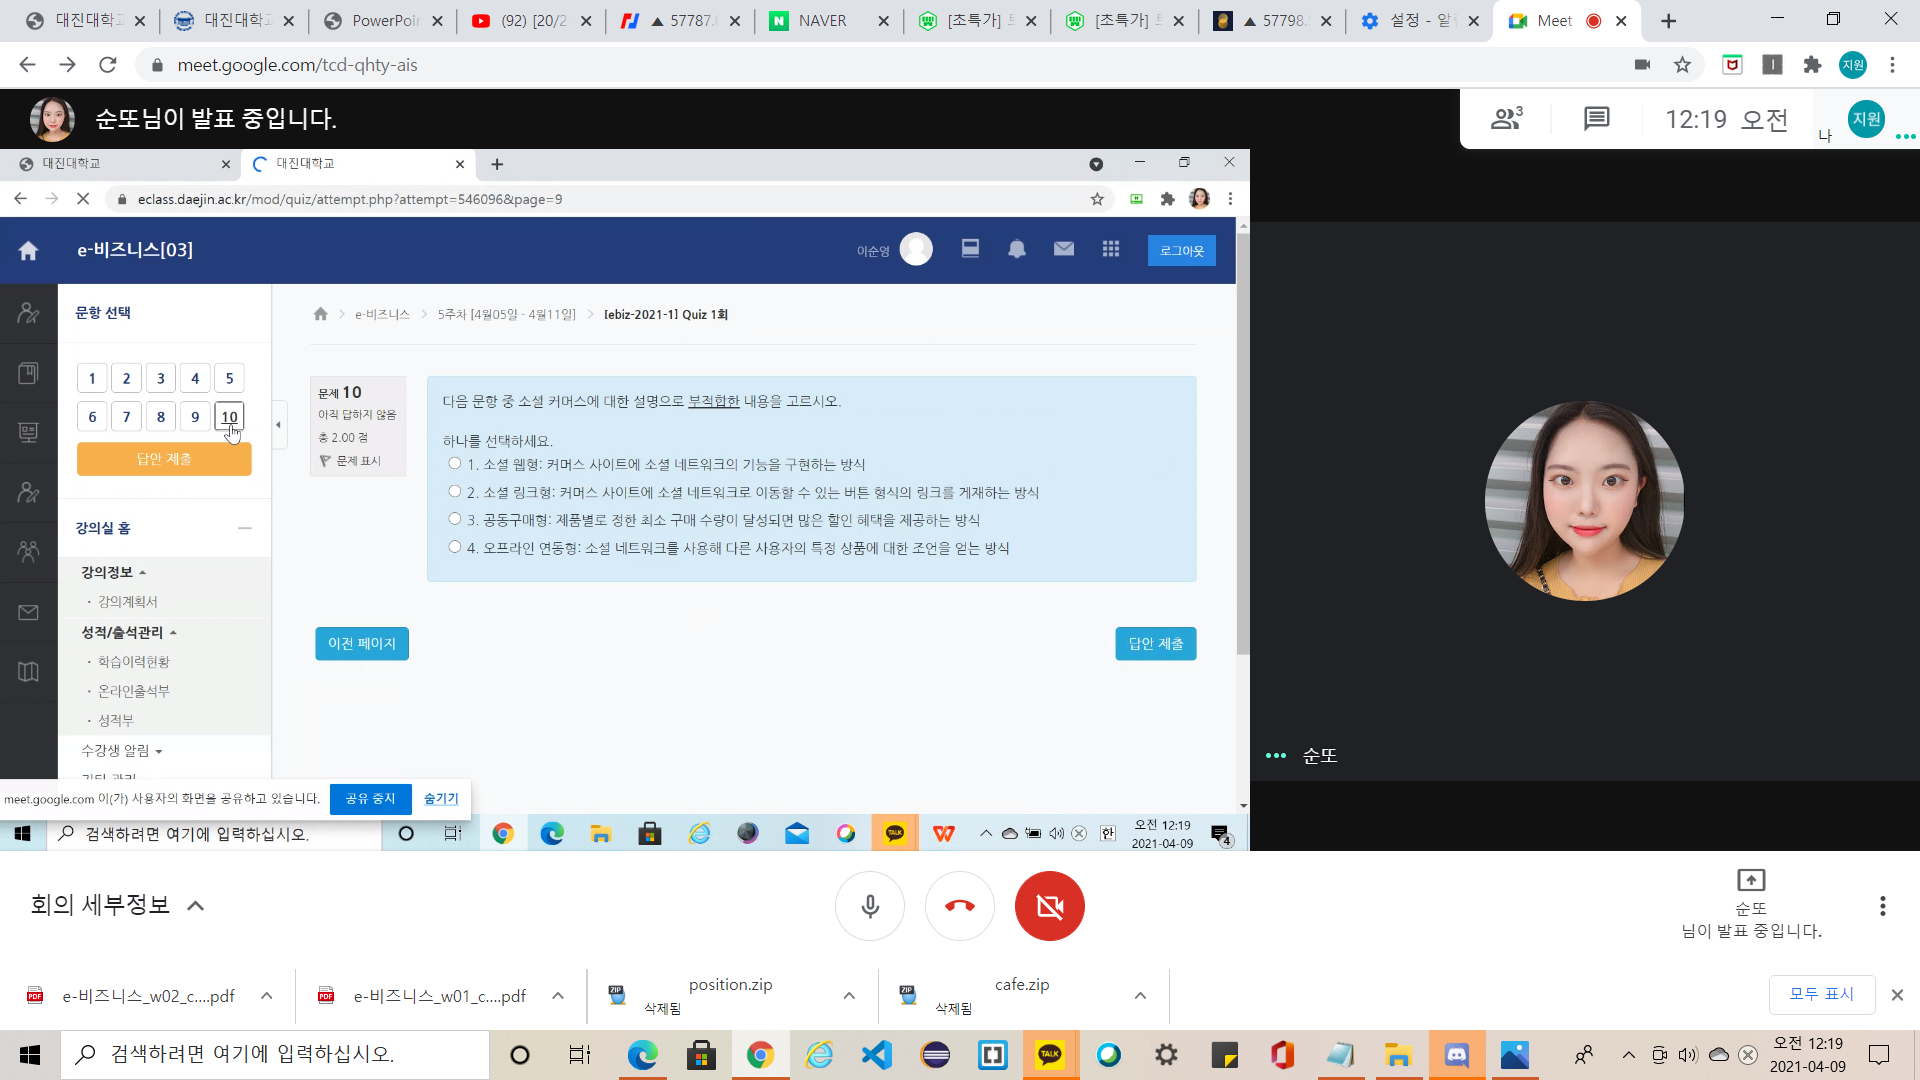 대진대학교
대진대학교
PowerPoi
(92) [20/2
▲ 57787.
NAVER
[초특가]
[초특가]
▲ 57798.
설정 - 알
Meet
meet.google.com/tcd-qhty-ais
지원
순또님이 발표 중입니다.
3
12:19 오전
나
지원
대진대학교
대진대학교
eclass.daejin.ac.kr/mod/quiz/attempt.php?attempt=546096&page=9
e-비즈니스[03]
이순영
로그아웃
문항 선택
e-비즈니스
5주차 [4월05일 - 4월11일]
[ebiz-2021-1] Quiz 1회
1 2 3 4 5
6 7 8 9 10
답안 제출
문제 10
아직 답하지 않음
총 2.00 점
문제 표시
다음 문항 중 소셜 커머스에 대한 설명으로 부적합한 내용을 고르시오.
하나를 선택하세요.
1. 소셜 웹형: 커머스 사이트에 소셜 네트워크의 기능을 구현하는 방식
2. 소셜 링크형: 커머스 사이트에 소셜 네트워크로 이동할 수 있는 버튼 형식의 링크를 게재하는 방식
3. 공동구매형: 제품별로 정한 최소 구매 수량이 달성되면 많은 할인 혜택을 제공하는 방식
4. 오프라인 연동형: 소셜 네트워크를 사용해 다른 사용자의 특정 상품에 대한 조언을 얻는 방식
이전 페이지
답안 제출
강의실 홈
강의정보
· 강의계획서
성적/출석관리
· 학습이력현황
· 온라인출석부
· 성적부
수강생 알림
기타 관리
meet.google.com 이(가) 사용자의 화면을 공유하고 있습니다.
공유 중지
숨기기
검색하려면 여기에 입력하십시오.
TALK
한
오전 12:19
2021-04-09
4
순또
회의 세부정보
순또
님이 발표 중입니다.
PDF
e-비즈니스_w02_c....pdf
PDF
e-비즈니스_w01_c....pdf
ZIP
position.zip
삭제됨
ZIP
cafe.zip
삭제됨
모두 표시
검색하려면 여기에 입력하십시오.
TALK
오전 12:19
2021-04-09